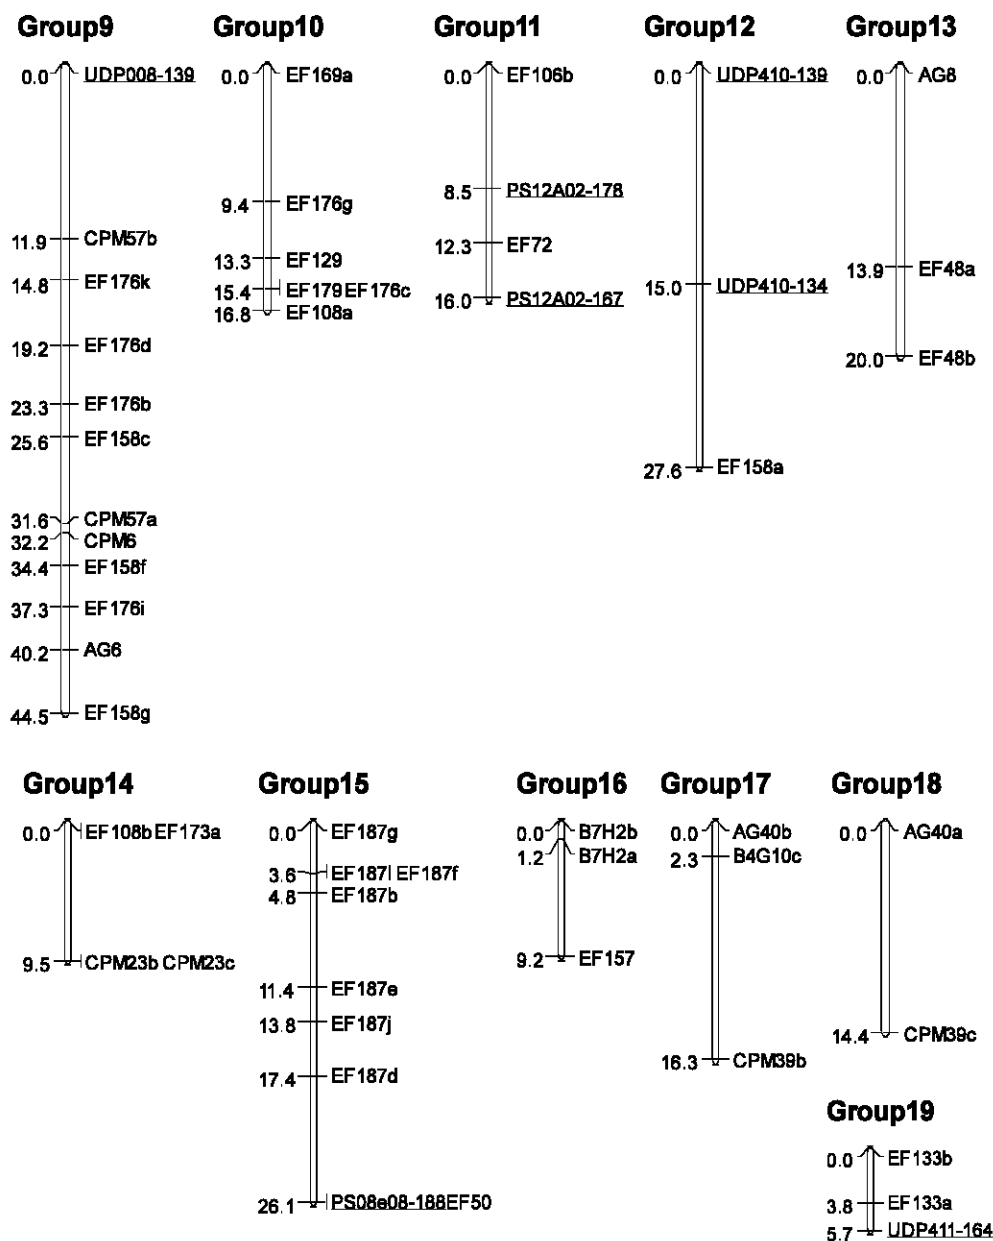 Group9
0.0 UDP008-139
11.9 CPM57b
14.8 EF176k
19.2 EF176d
23.3 EF176b
25.6 EF158c
31.6 CPM57a
32.2 CPM6
34.4 EF158f
37.3 EF176i
40.2 AG6
44.5 EF158g
Group10
0.0 EF169a
9.4 EF176g
13.3 EF129
15.4 EF179 EF176c
16.8 EF108a
Group11
0.0 EF106b
8.5 PS12A02-178
12.3 EF72
16.0 PS12A02-167
Group12
0.0 UDP410-139
15.0 UDP410-134
27.6 EF158a
Group13
0.0 AG8
13.9 EF48a
20.0 EF48b
Group14
0.0 EF108b EF173a
9.5 CPM23b CPM23c
Group15
0.0 EF187g
3.6 EF187l EF187f
4.8 EF187b
11.4 EF187e
13.8 EF187j
17.4 EF187d
26.1 PS08e08-188EF50
Group16
0.0 B7H2b
1.2 B7H2a
9.2 EF157
Group17
0.0 AG40b
2.3 B4G10c
16.3 CPM39b
Group18
0.0 AG40a
14.4 CPM39c
Group19
0.0 EF133b
3.8 EF133a
5.7 UDP411-164